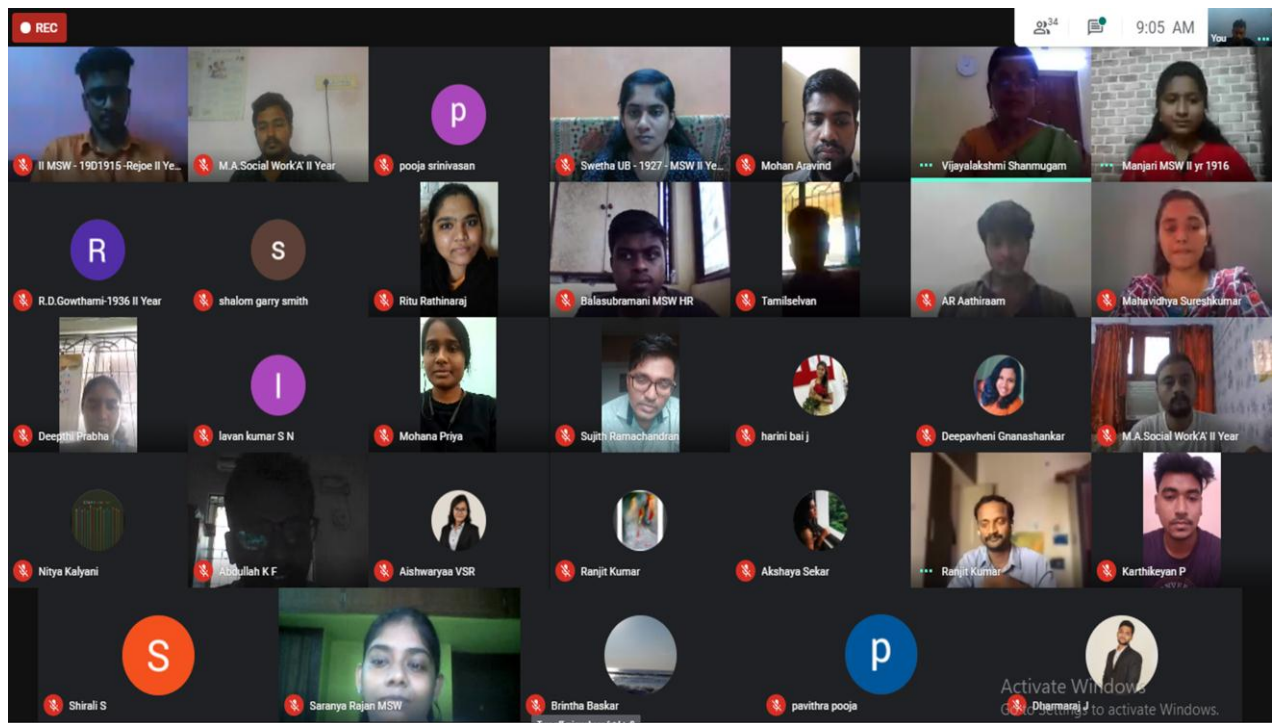 REC
34
9:05 AM
You
II MSW - 19D1915 -Rejoe II Ye...
M.A.Social Work'A' II Year
p
pooja srinivasan
Swetha UB - 1927 - MSW II Ye...
Mohan Aravind
Vijayalakshmi Shanmugam
Manjari MSW II yr 1916
R
R.D.Gowthami-1936 II Year
s
shalom garry smith
Ritu Rathinaraj
Balasubramani MSW HR
Tamilselvan
AR Aathiraam
Mahavidhya Sureshkumar
Deepthi Prabha
l
lavan kumar S N
Mohana Priya
Sujith Ramachandran
harini bai j
Deepavheni Gnanashankar
M.A.Social Work'A' II Year
Nitya Kalyani
Abdullah K F
Aishwaryaa VSR
Ranjit Kumar
Akshaya Sekar
Ranjit Kumar
Karthikeyan P
S
Shirali S
Saranya Rajan MSW
Brintha Baskar
p
pavithra pooja
Dharmaraj J
Activate Windows
Go to Settings to activate Windows.